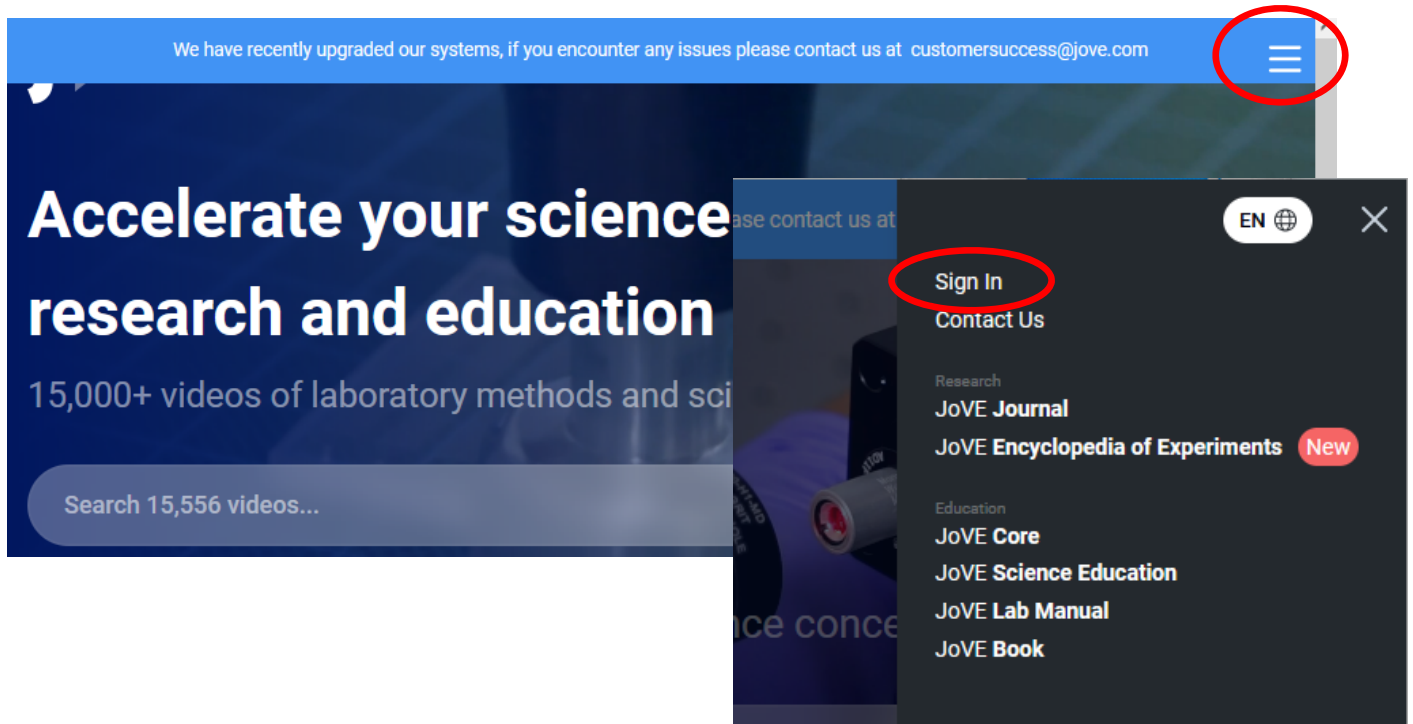 We have recently upgraded our systems, if you encounter any issues please contact us at customersuccess@jove.com
Accelerate your science
research and education
15,000+ videos of laboratory methods and sci
Search 15,556 videos...
ase contact us at
EN
Sign In
Contact Us
Research
JoVE Journal
JoVE Encyclopedia of Experiments New
Education
JoVE Core
JoVE Science Education
JoVE Lab Manual
JoVE Book
nce conce